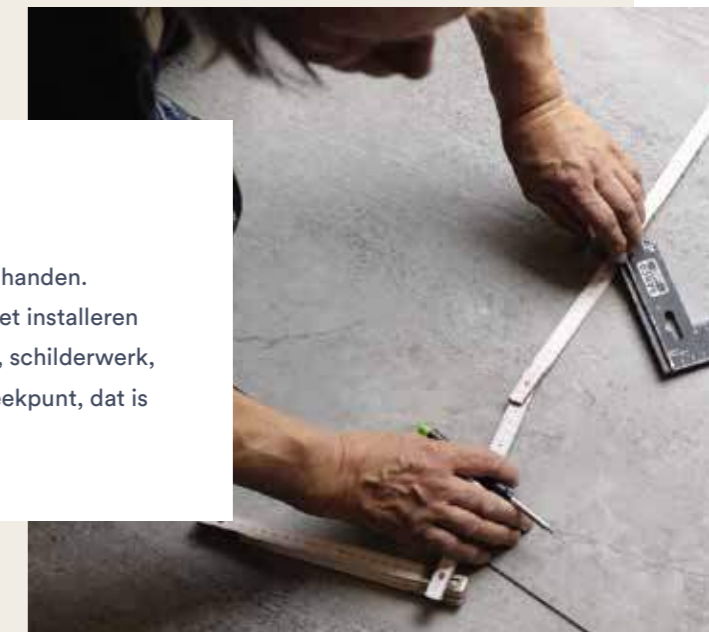 handen.
et installeren
, schilderwerk,
ekpunt, dat is